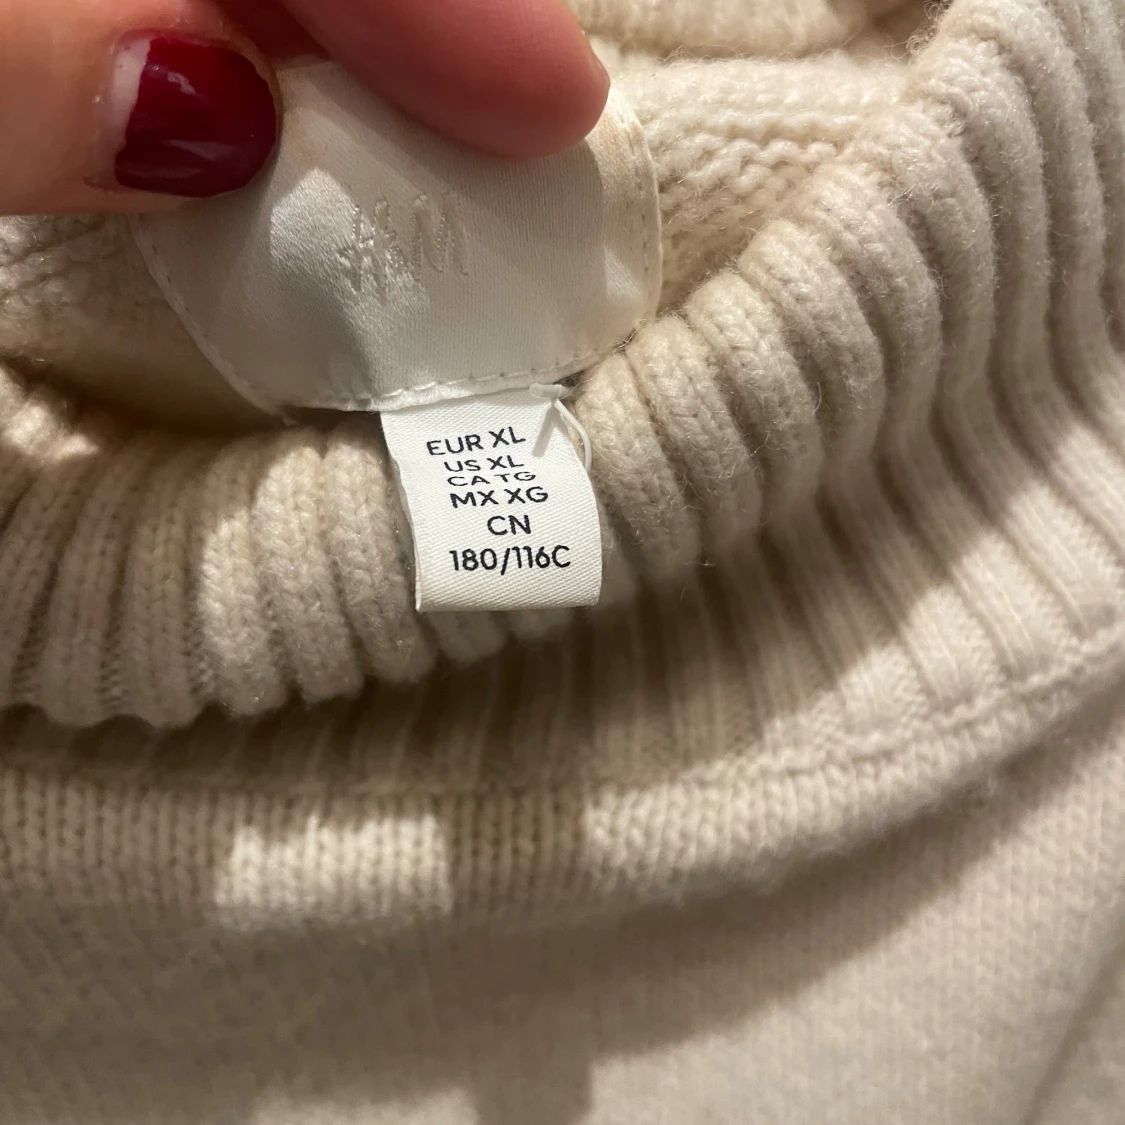 H&M
EUR XL
US XL
CA TG
MX XG
CN
180/116C